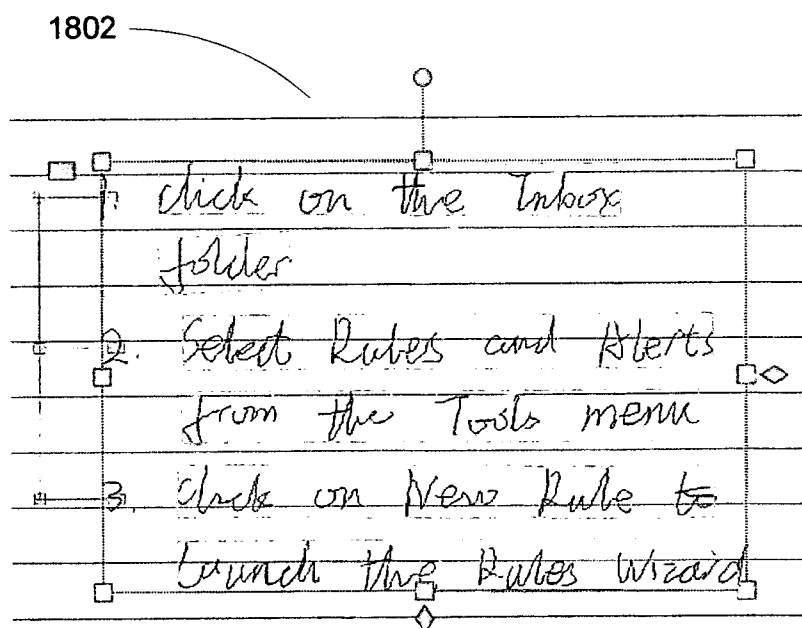 1802
1. click on the Inbox
folder
2. Select Rules and Alerts
from the Tools menu
3. Click on New Rule to
launch the Rules Wizard